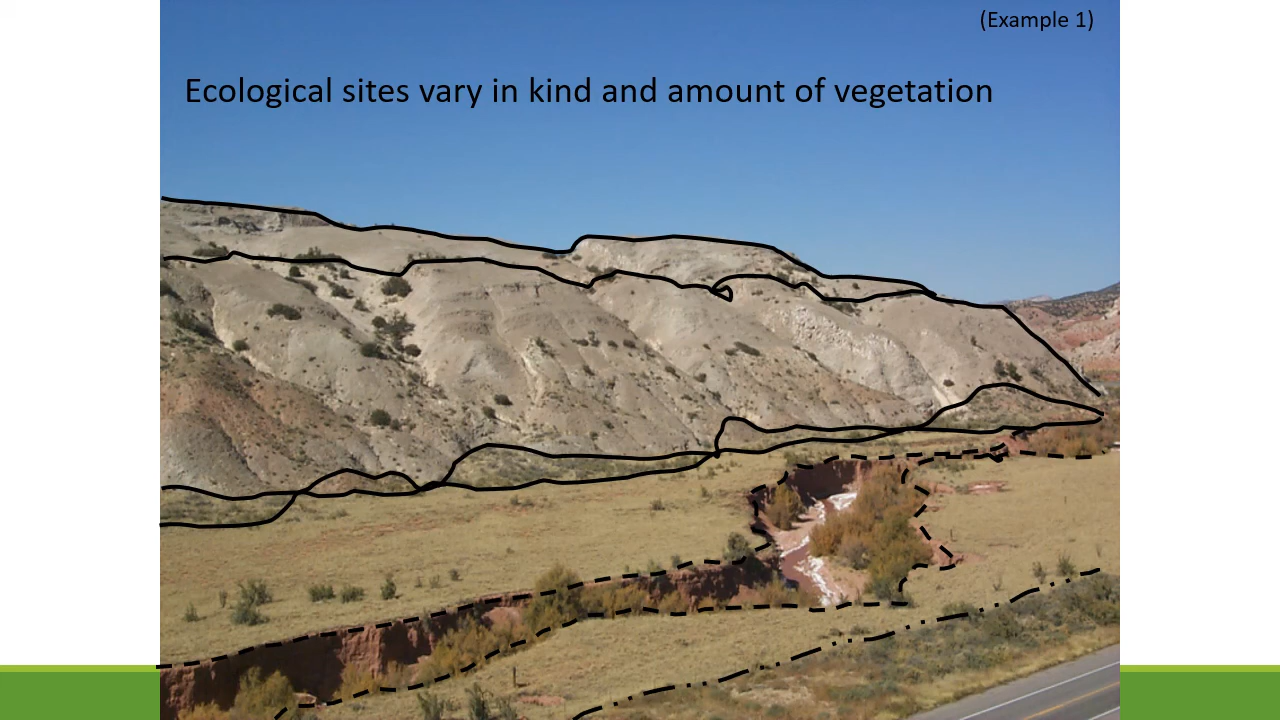 (Example 1)
Ecological sites vary in kind and amount of vegetation